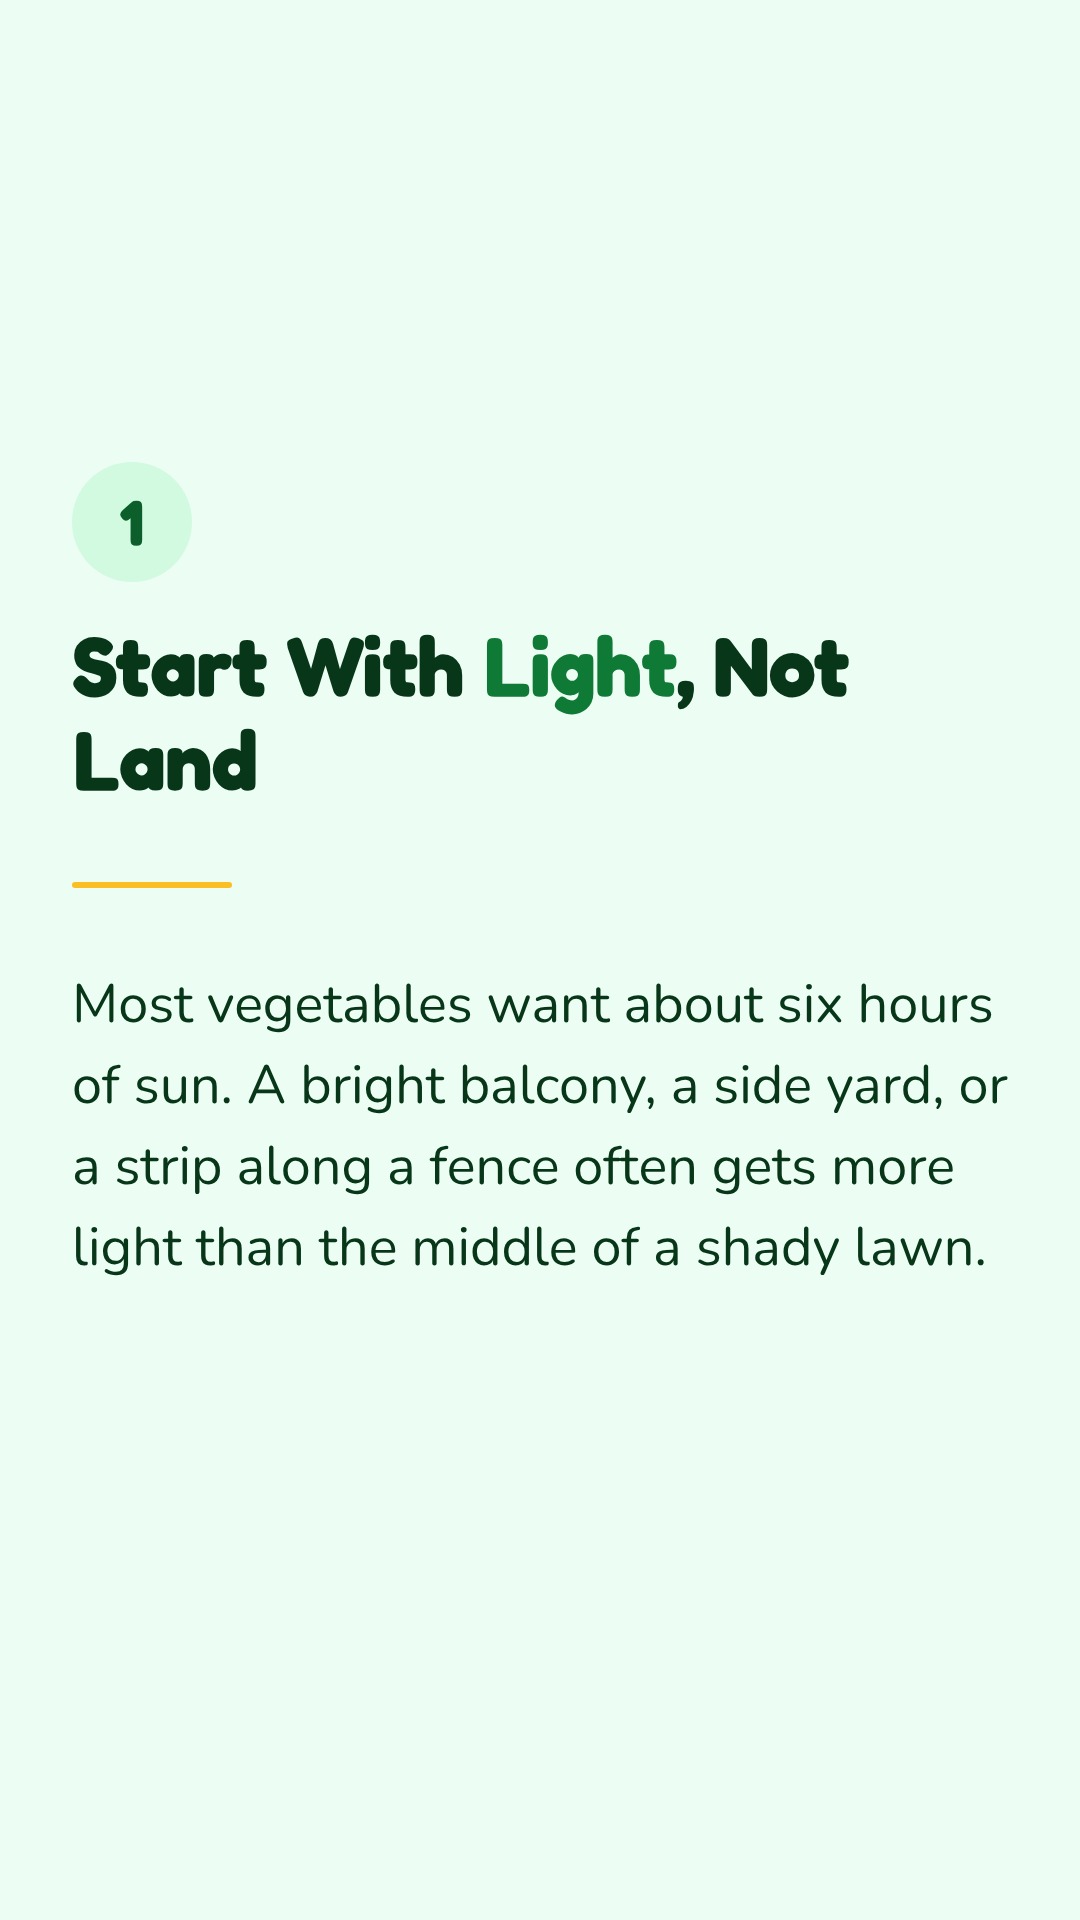 1
Start With Light, Not
Land
Most vegetables want about six hours
of sun. A bright balcony, a side yard, or
a strip along a fence often gets more
light than the middle of a shady lawn.